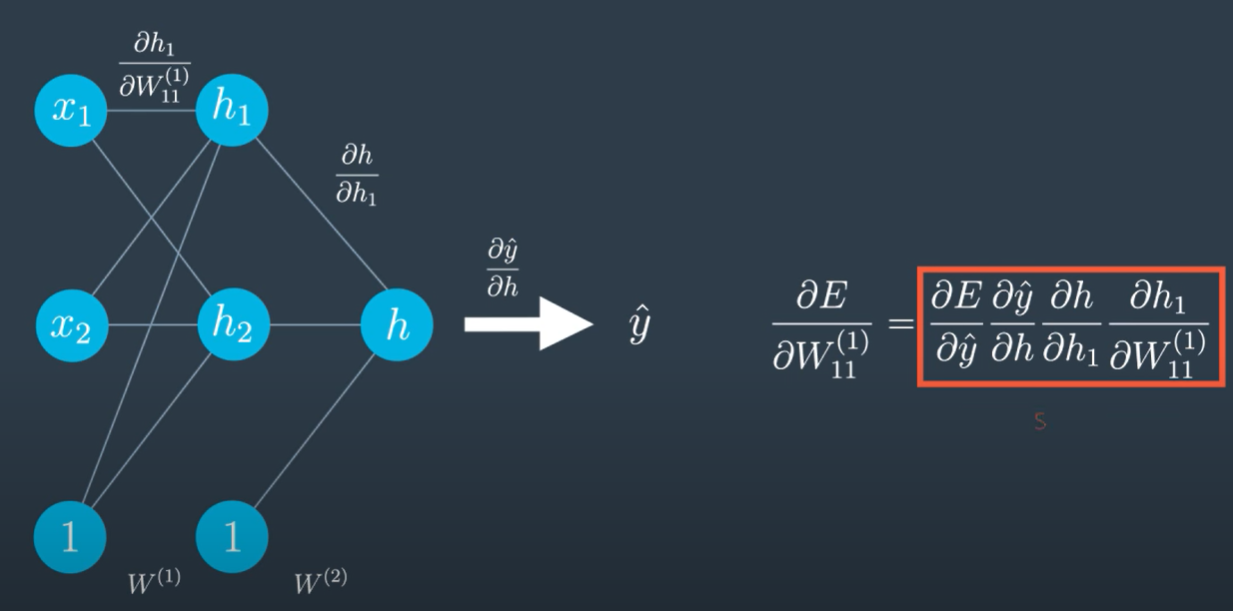 ∂h₁/∂W₁₁⁽¹⁾
x₁ h₁
∂h/∂h₁
x₂ h₂ h
∂ŷ/∂h
ŷ
∂E/∂W₁₁⁽¹⁾ = ∂E/∂ŷ ∂ŷ/∂h ∂h/∂h₁ ∂h₁/∂W₁₁⁽¹⁾
5
1 1
W⁽¹⁾ W⁽²⁾